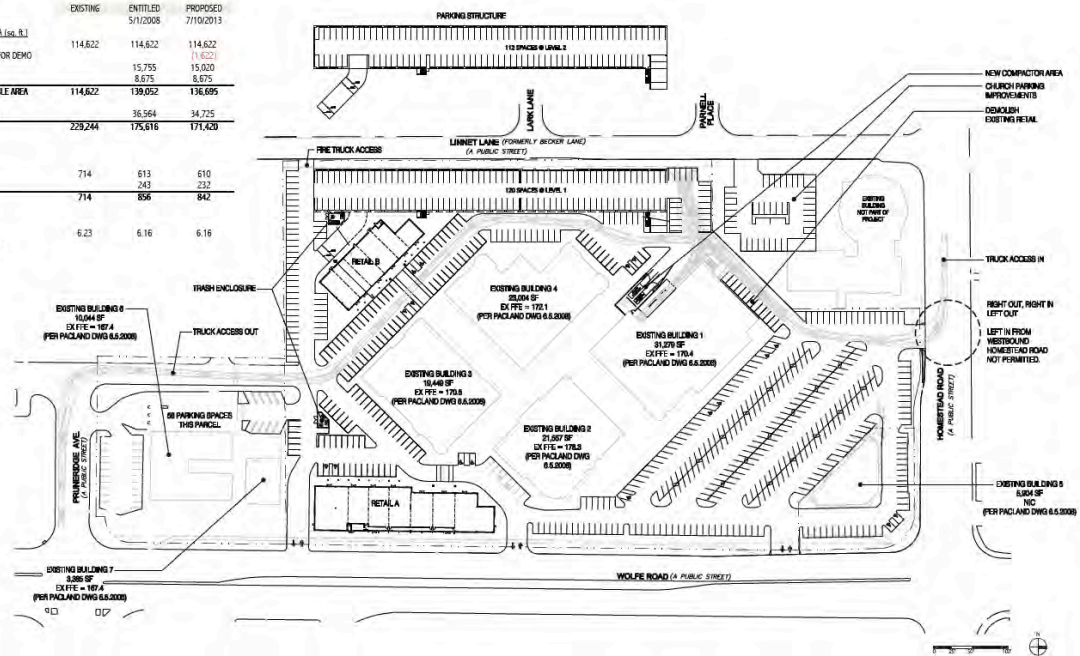 EXISTING ENTITLED PROPOSED
5/1/2008 7/10/2013
(sq. ft.)
114,622 114,622 114,622
FOR DEMO (1,622)
15,755 15,020
8,675 8,675
LE AREA 114,622 139,052 136,695
36,564 34,725
229,244 175,616 171,420
714 613 610
243 232
714 856 842
6.23 6.16 6.16
PARKING STRUCTURE
112 SPACES @ LEVEL 2
NEW COMPACTOR AREA
CHURCH PARKING
IMPROVEMENTS
DEMOLISH
EXISTING RETAIL
LARK LANE
PARNELL
PLACE
LINNET LANE (FORMERLY BECKER LANE)
(A PUBLIC STREET)
FIRE TRUCK ACCESS
120 SPACES @ LEVEL 1
EXISTING
BUILDING
NOT PART OF
PROJECT
RETAIL B
TRUCK ACCESS IN
TRASH ENCLOSURE
EXISTING BUILDING 4
23,004 SF
EX FFE = 172.1
(PER PACLAND DWG 6.5.2008)
EXISTING BUILDING 6
10,044 SF
EX FFE = 167.4
(PER PACLAND DWG 6.5.2008)
TRUCK ACCESS OUT
EXISTING BUILDING 1
31,279 SF
EX FFE = 170.4
(PER PACLAND DWG 6.5.2008)
RIGHT OUT, RIGHT IN
LEFT OUT
LEFT IN FROM
WESTBOUND
HOMESTEAD ROAD
NOT PERMITTED.
EXISTING BUILDING 3
19,449 SF
EX FFE = 170.5
(PER PACLAND DWG 6.5.2008)
HOMESTEAD ROAD
(A PUBLIC STREET)
56 PARKING SPACES
THIS PARCEL
PRUNERIDGE AVE.
(A PUBLIC STREET)
EXISTING BUILDING 2
21,557 SF
EX FFE = 178.3
(PER PACLAND DWG
6.5.2008)
RETAIL A
EXISTING BUILDING 5
5,904 SF
NIC
(PER PACLAND DWG 6.5.2008)
EXISTING BUILDING 7
3,385 SF
EX FFE = 167.4
(PER PACLAND DWG 6.5.2008)
WOLFE ROAD (A PUBLIC STREET)
N